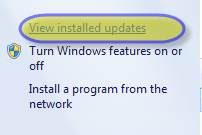 View installed updates
Turn Windows features on or
off
Install a program from the
network